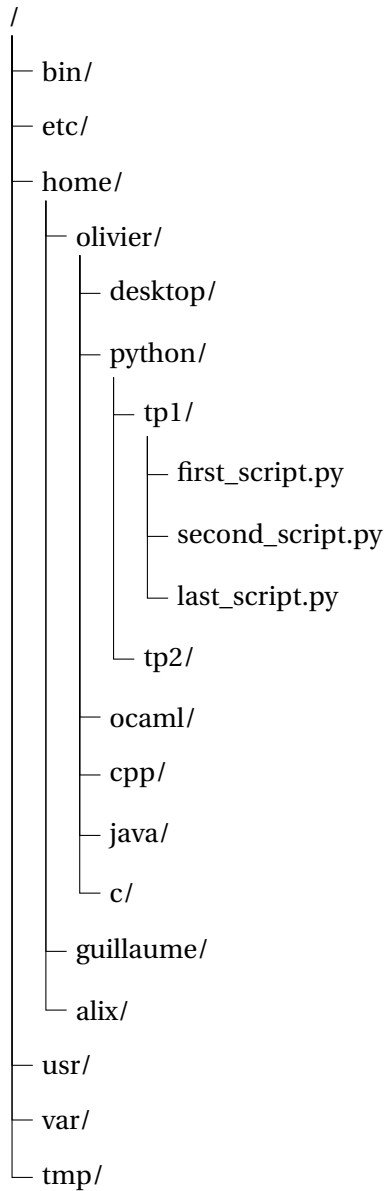 /
bin/
etc/
home/
olivier/
desktop/
python/
tp1/
first_script.py
second_script.py
last_script.py
tp2/
ocaml/
cpp/
java/
c/
guillaume/
alix/
usr/
var/
tmp/